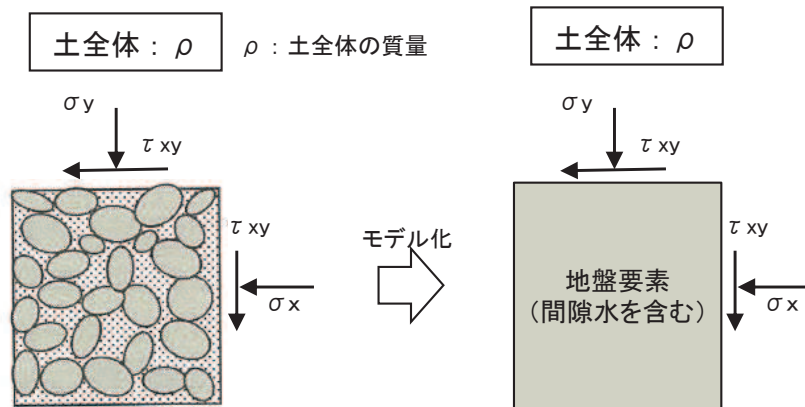 土全体：ρ
ρ：土全体の質量
土全体：ρ
σy
τxy
τxy
σx
モデル化
σy
τxy
τxy
σx
地盤要素
（間隙水を含む）